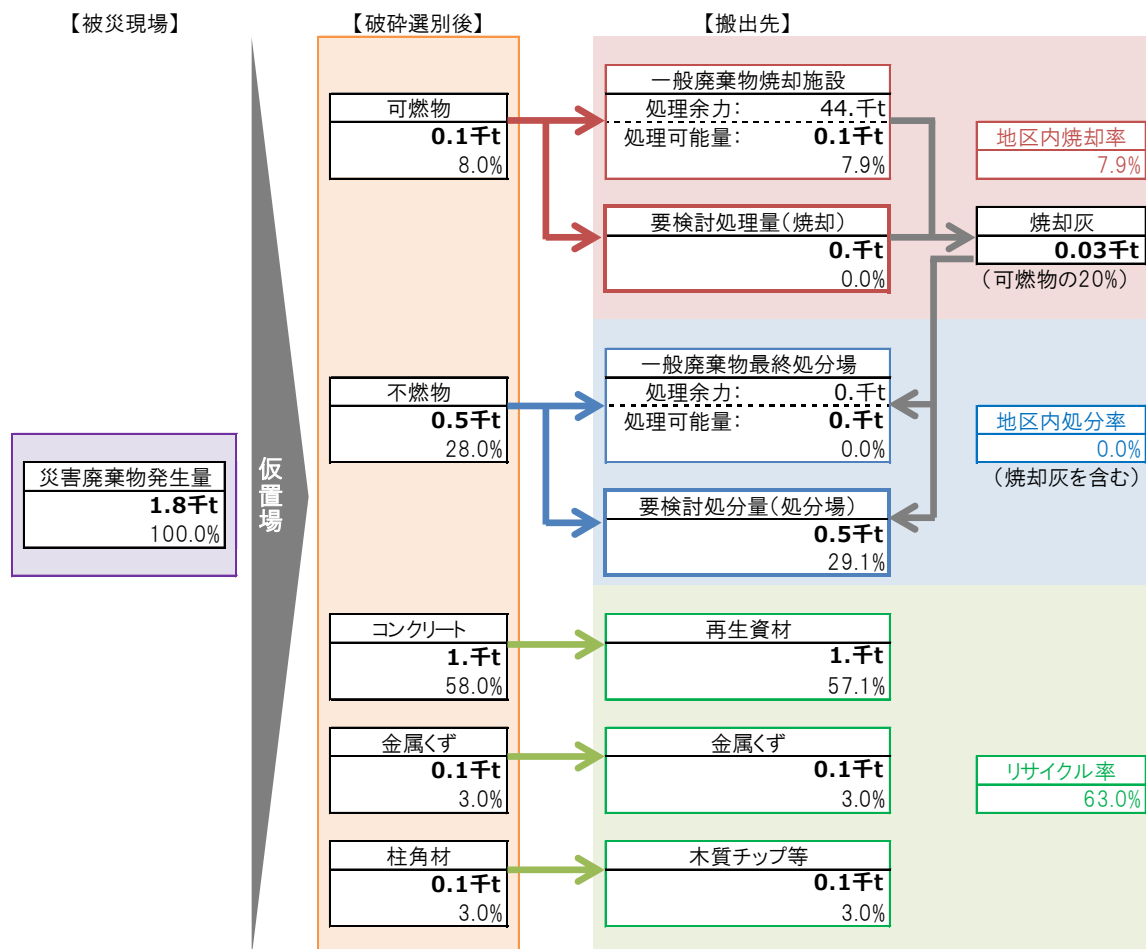 【被災現場】
【破砕選別後】
【搬出先】
災害廃棄物発生量
1.8千t
100.0%
仮置場
可燃物
0.1千t
8.0%
不燃物
0.5千t
28.0%
コンクリート
1.千t
58.0%
金属くず
0.1千t
3.0%
柱角材
0.1千t
3.0%
一般廃棄物焼却施設
処理余力： 44.千t
処理可能量： 0.1千t
7.9%
要検討処理量（焼却）
0.千t
0.0%
地区内焼却率
7.9%
焼却灰
0.03千t
（可燃物の20%）
一般廃棄物最終処分場
処理余力： 0.千t
処理可能量： 0.千t
0.0%
要検討処分量（処分場）
0.5千t
29.1%
地区内処分率
0.0%
（焼却灰を含む）
再生資材
1.千t
57.1%
金属くず
0.1千t
3.0%
木質チップ等
0.1千t
3.0%
リサイクル率
63.0%